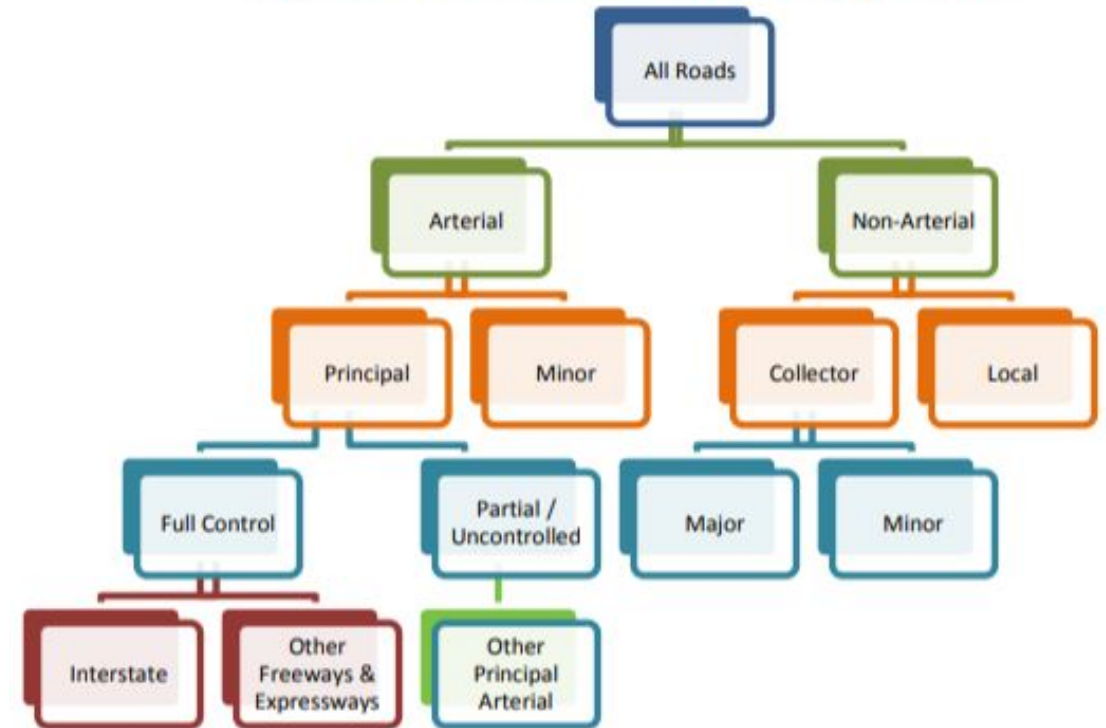 All Roads
Arterial
Non-Arterial
Principal
Minor
Collector
Local
Full Control
Partial /
Uncontrolled
Major
Minor
Interstate
Other
Freeways &
Expressways
Other
Principal
Arterial